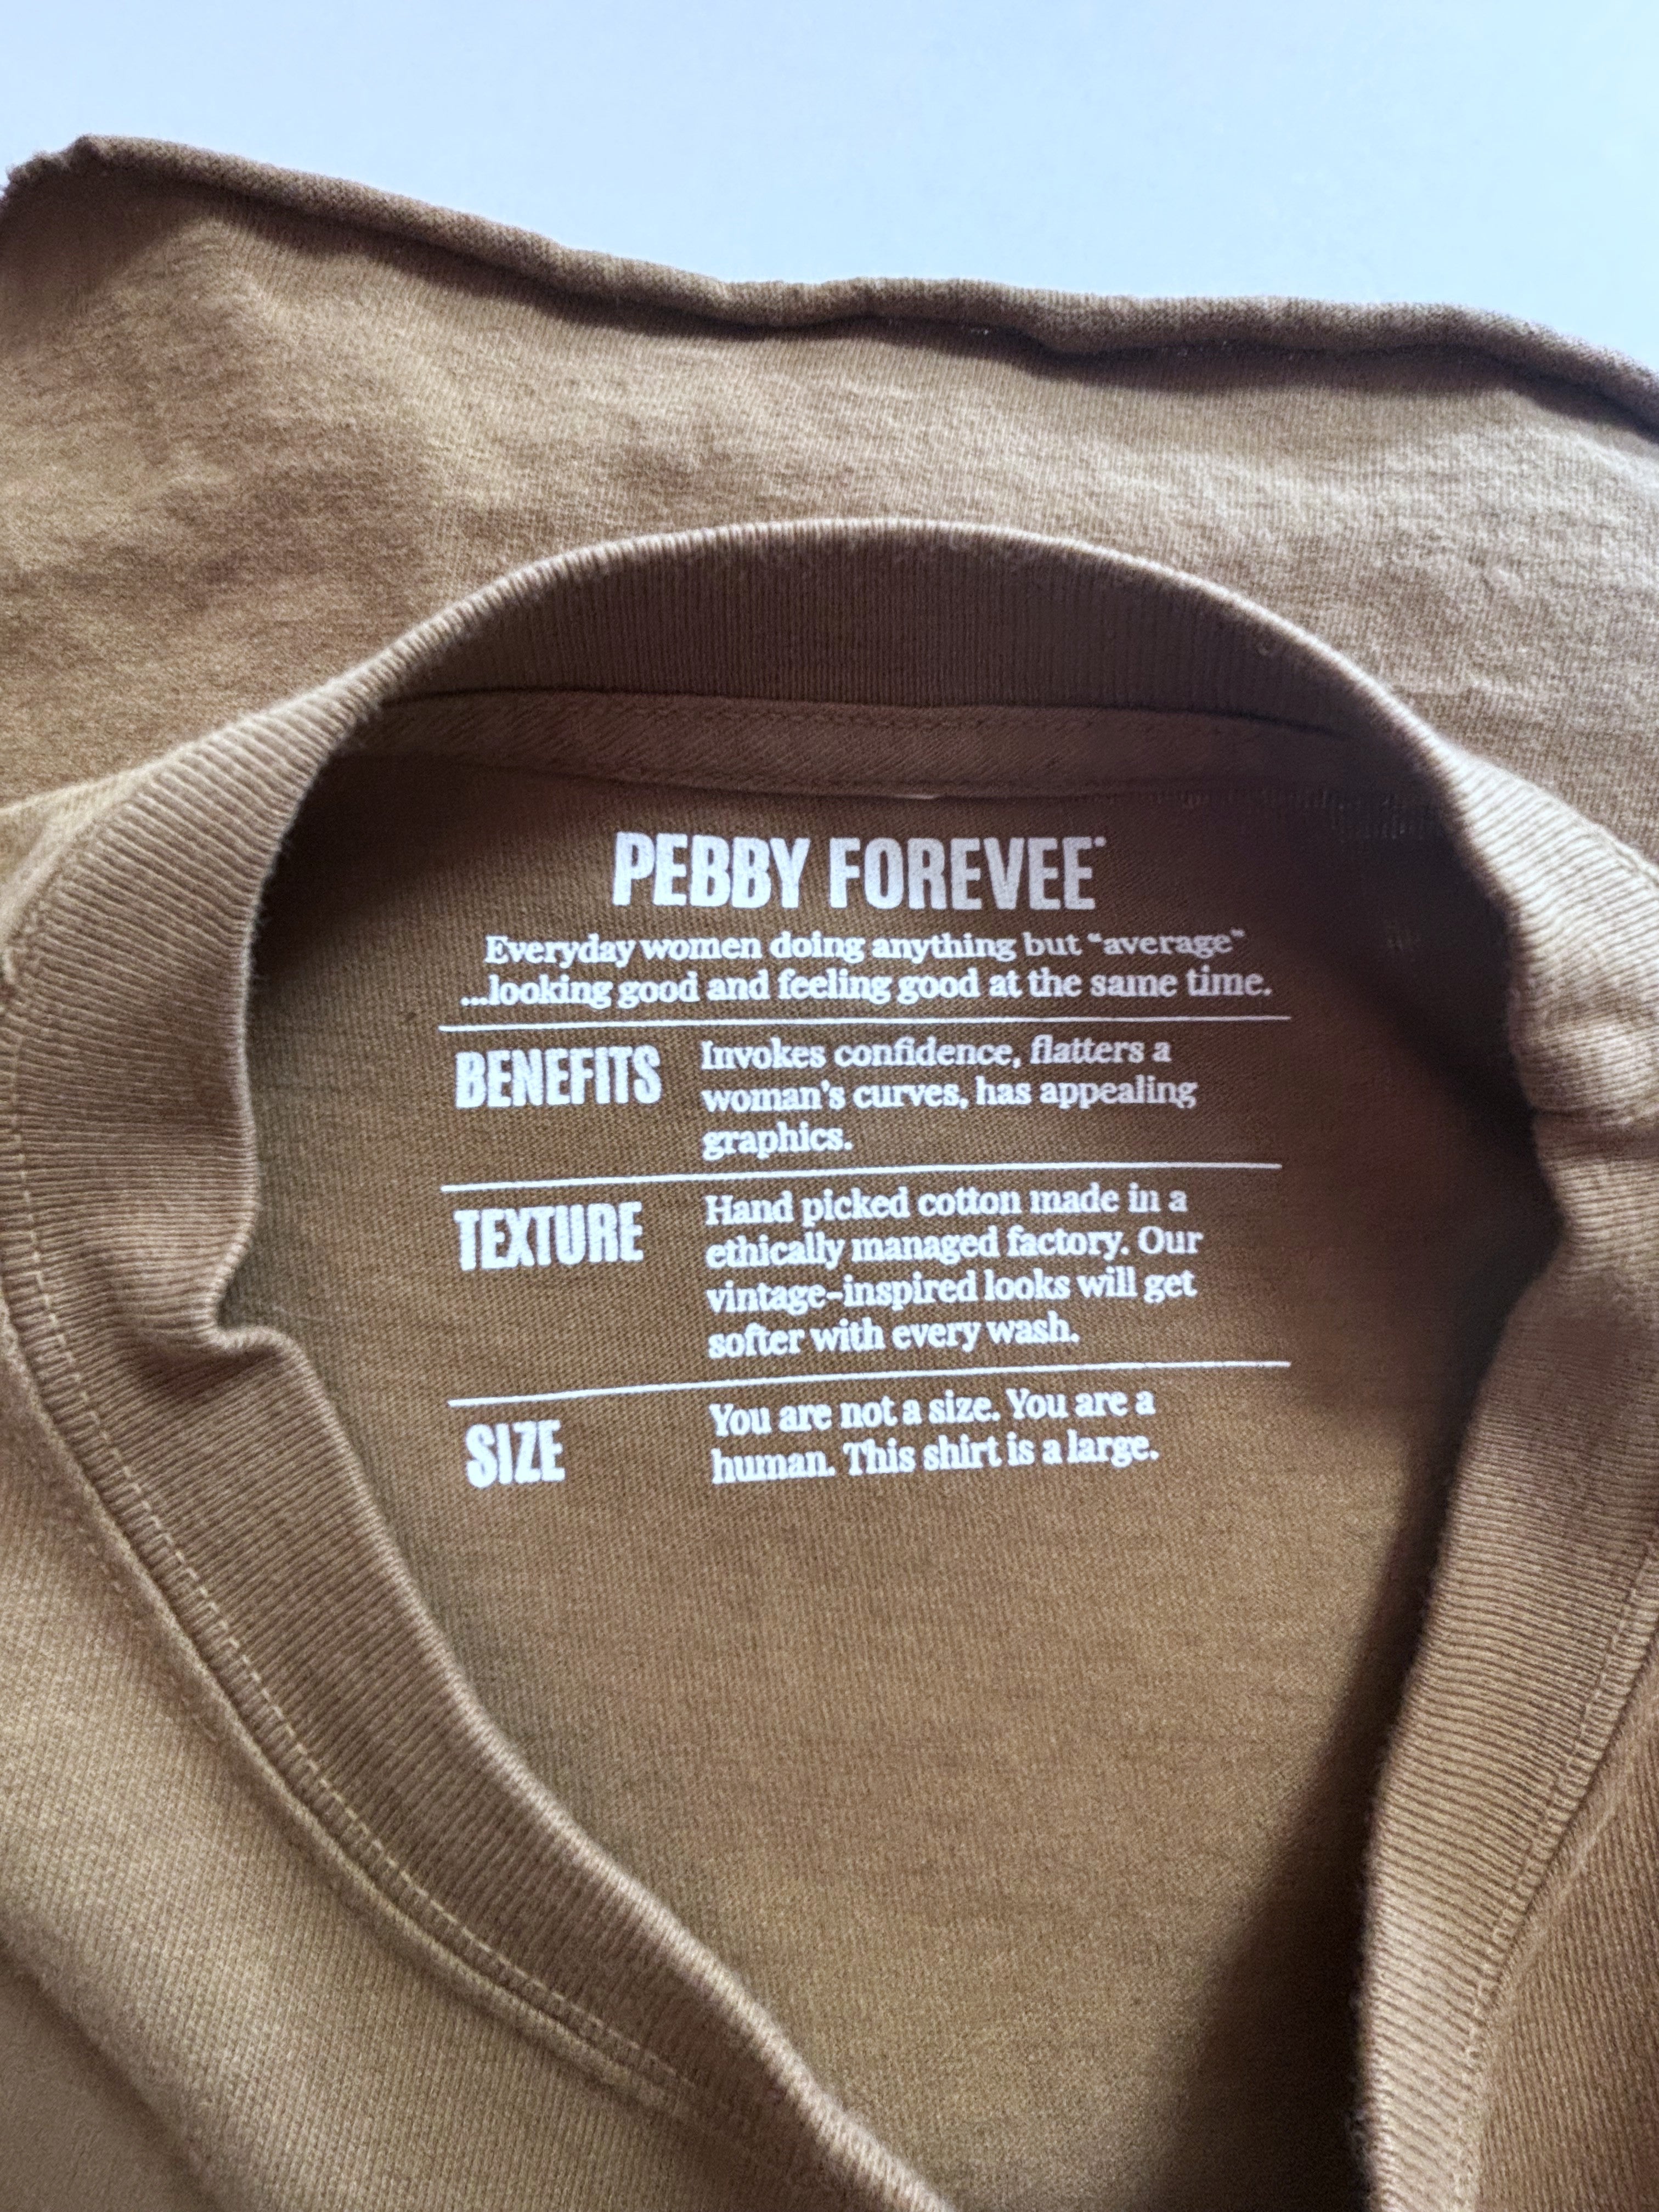 PEBBY FOREVEE
Everyday women doing anything but “average”
...looking good and feeling good at the same time.
BENEFITS
Invokes confidence, flatters a
woman's curves, has appealing
graphics.
TEXTURE
Hand picked cotton made in a
ethically managed factory. Our
vintage-inspired looks will get
softer with every wash.
SIZE
You are not a size. You are a
human. This shirt is a large.